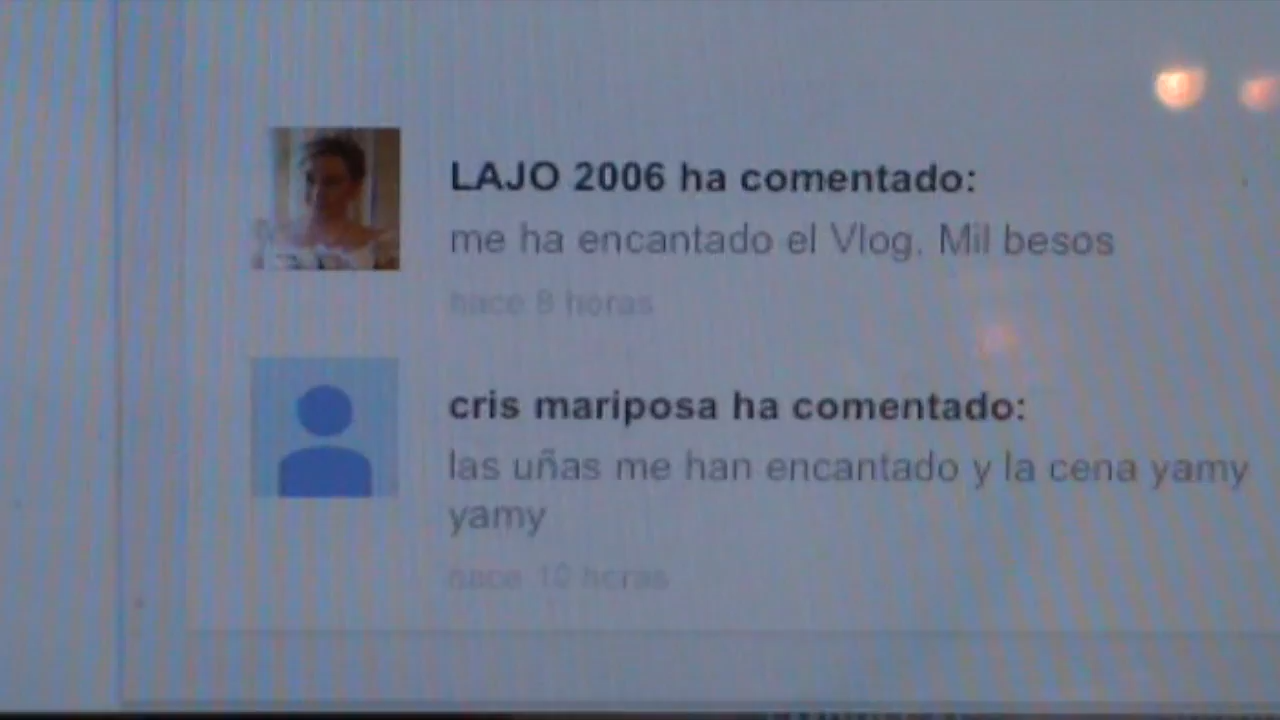 LAJO 2006 ha comentado:
me ha encantado el Vlog. Mil besos
hace 8 horas
cris mariposa ha comentado:
las uñas me han encantado y la cena yamy
yamy
hace 10 horas